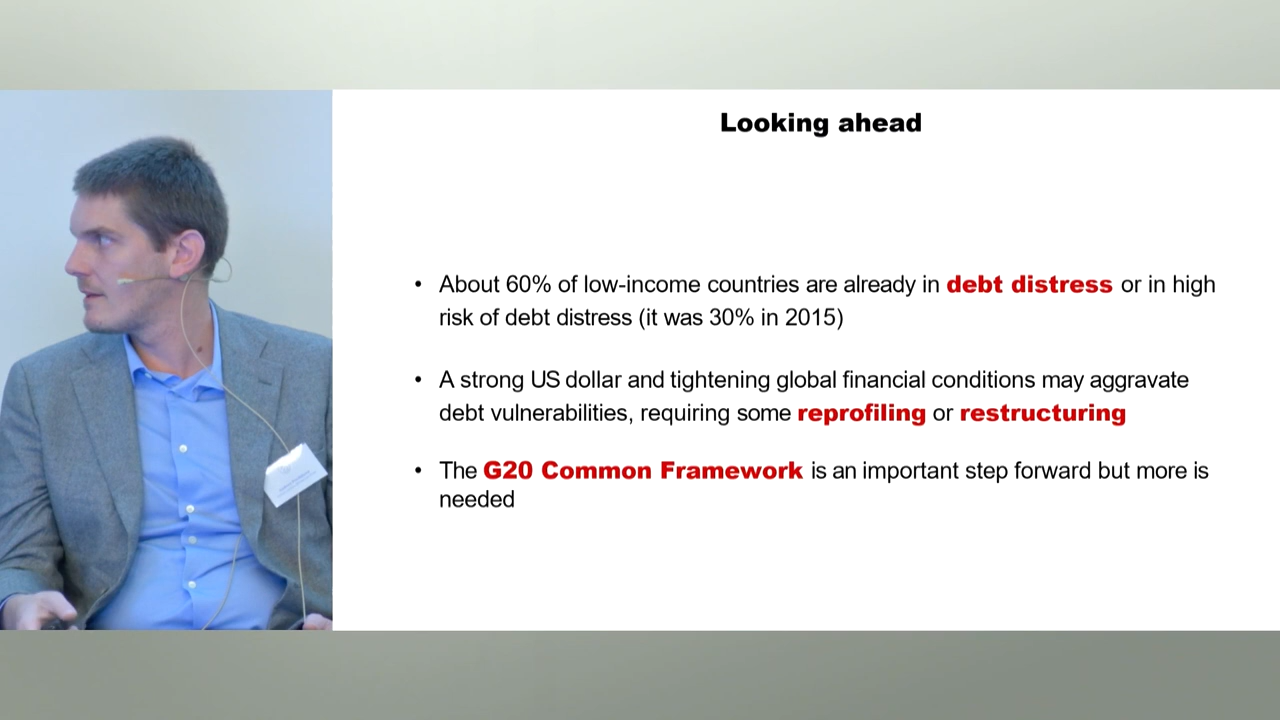 Looking ahead
• About 60% of low-income countries are already in debt distress or in high
risk of debt distress (it was 30% in 2015)
• A strong US dollar and tightening global financial conditions may aggravate
debt vulnerabilities, requiring some reprofiling or restructuring
• The G20 Common Framework is an important step forward but more is
needed